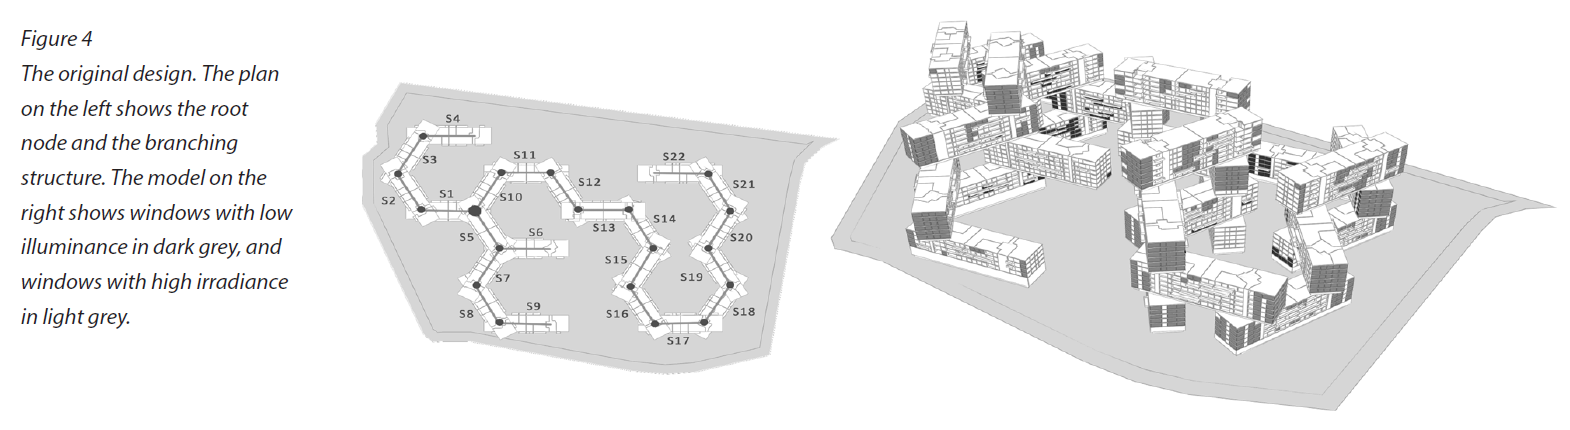 Figure 4
The original design. The plan
on the left shows the root
node and the branching
structure. The model on the
right shows windows with low
illuminance in dark grey, and
windows with high irradiance
in light grey.
S4
S3
S11
S22
S12
S21
S2
S1
S10
S14
S13
S5
S6
S20
S15
S7
S19
S8
S9
S16
S18
S17